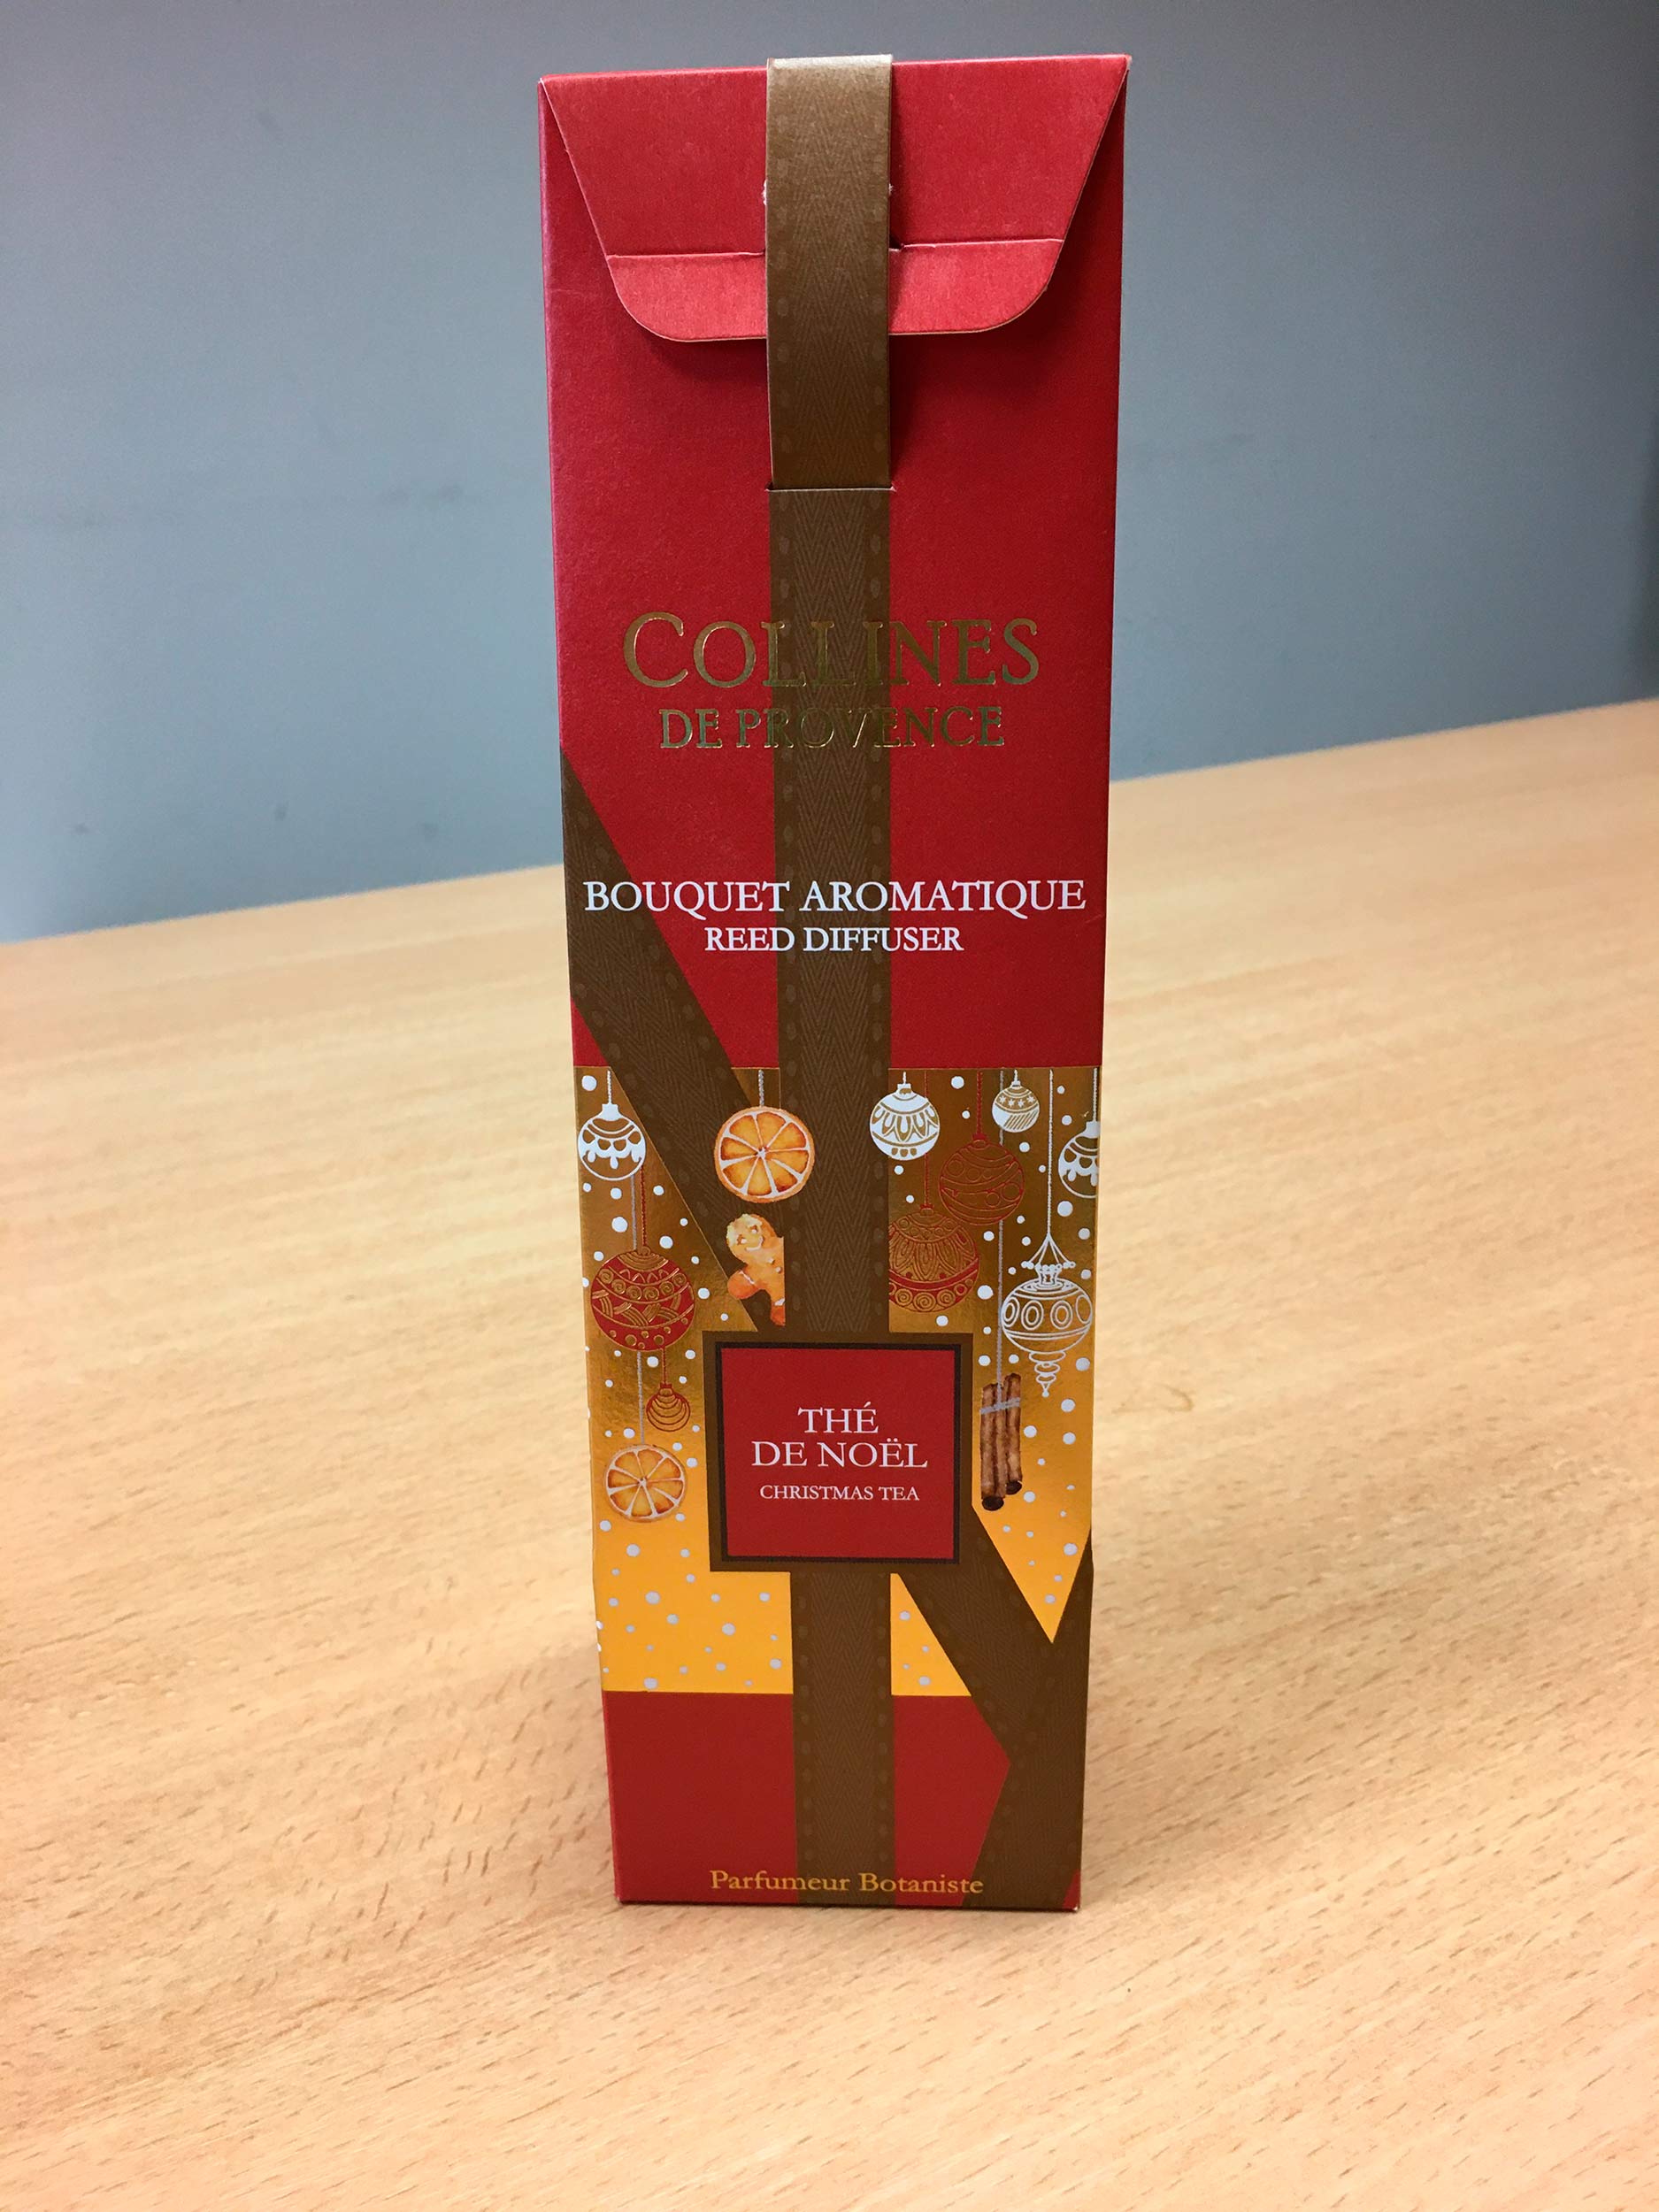 COLLINES
DE PROVENCE
BOUQUET AROMATIQUE
REED DIFFUSER
THÉ
DE NOËL
CHRISTMAS TEA
Parfumeur Botaniste